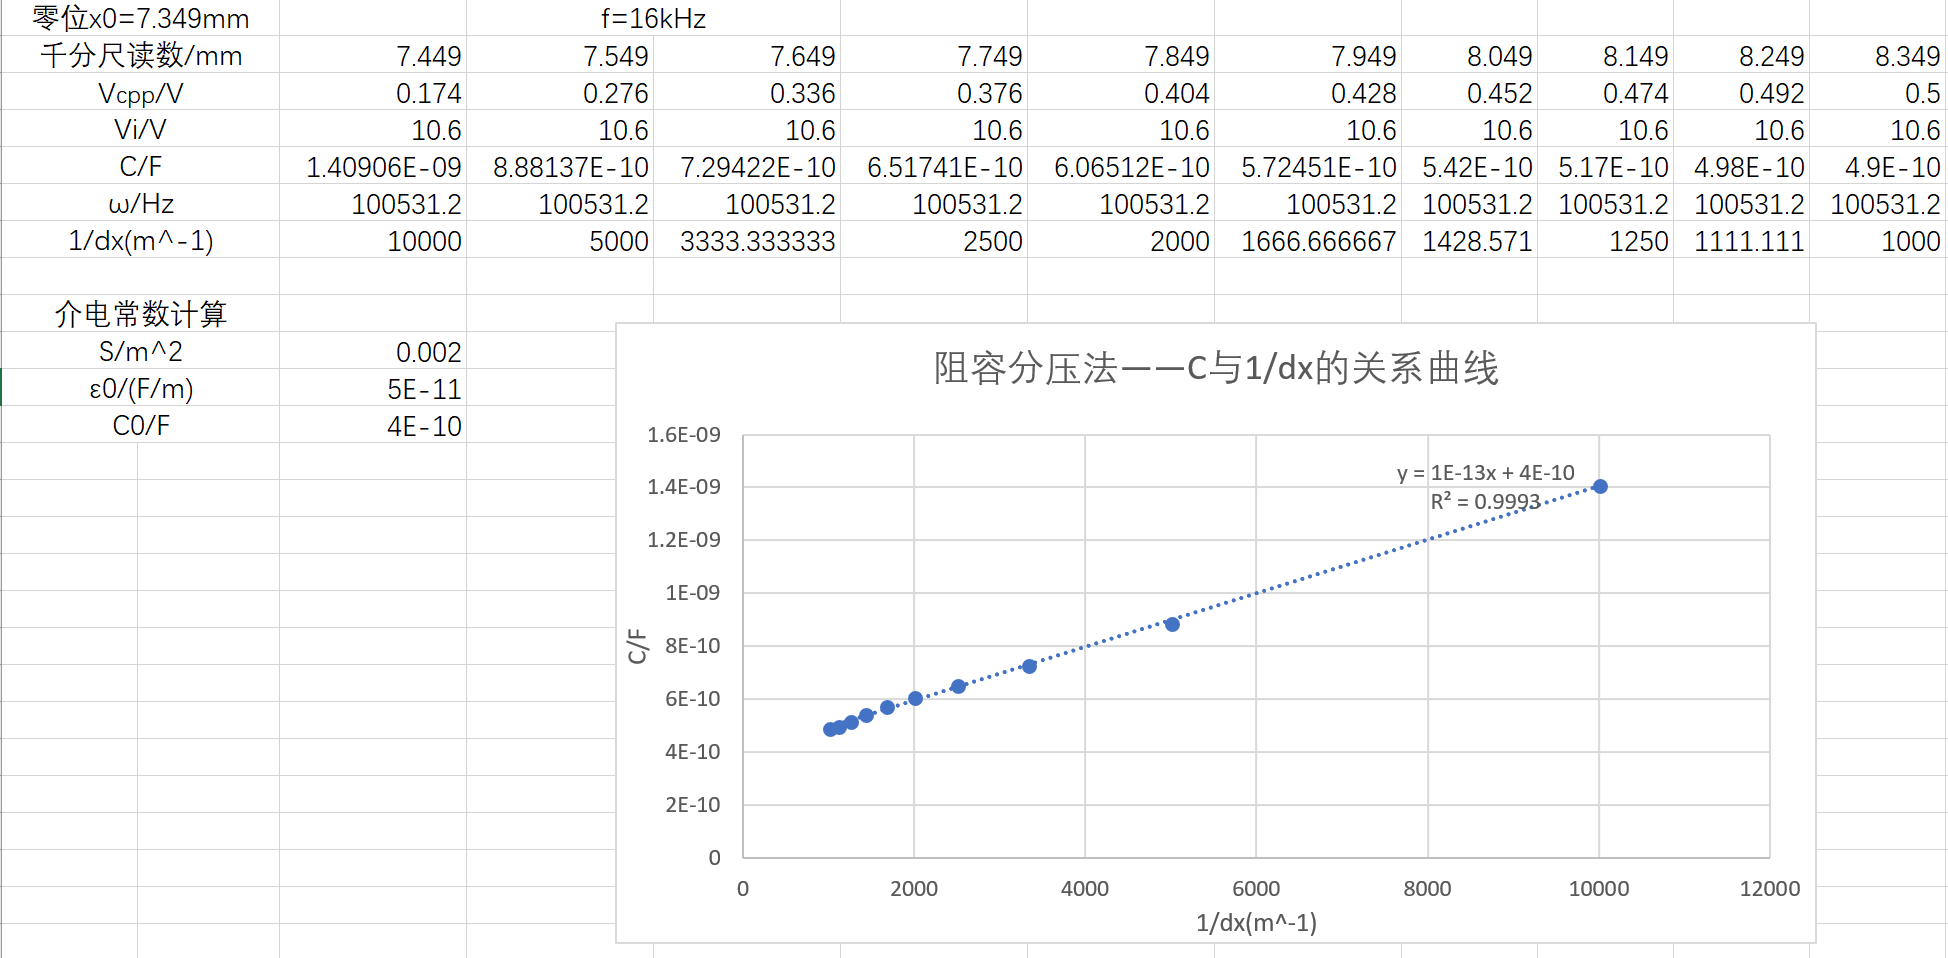 零位x0=7.349mm f=16kHz
千分尺读数/mm 7.449 7.549 7.649 7.749 7.849 7.949 8.049 8.149 8.249 8.349
Vcpp/V 0.174 0.276 0.336 0.376 0.404 0.428 0.452 0.474 0.492 0.5
Vi/V 10.6 10.6 10.6 10.6 10.6 10.6 10.6 10.6 10.6 10.6
C/F 1.40906E-09 8.88137E-10 7.29422E-10 6.51741E-10 6.06512E-10 5.72451E-10 5.42E-10 5.17E-10 4.98E-10 4.9E-10
ω/Hz 100531.2 100531.2 100531.2 100531.2 100531.2 100531.2 100531.2 100531.2 100531.2 100531.2
1/dx(m^-1) 10000 5000 3333.333333 2500 2000 1666.666667 1428.571 1250 1111.111 1000
介电常数计算
S/m^2 0.002
ε0/(F/m) 5E-11
C0/F 4E-10
阻容分压法——C与1/dx的关系曲线
1.6E-09
1.4E-09
1.2E-09
1E-09
8E-10
6E-10
4E-10
2E-10
0
C/F
y = 1E-13x + 4E-10
R² = 0.9993
0 2000 4000 6000 8000 10000 12000
1/dx(m^-1)